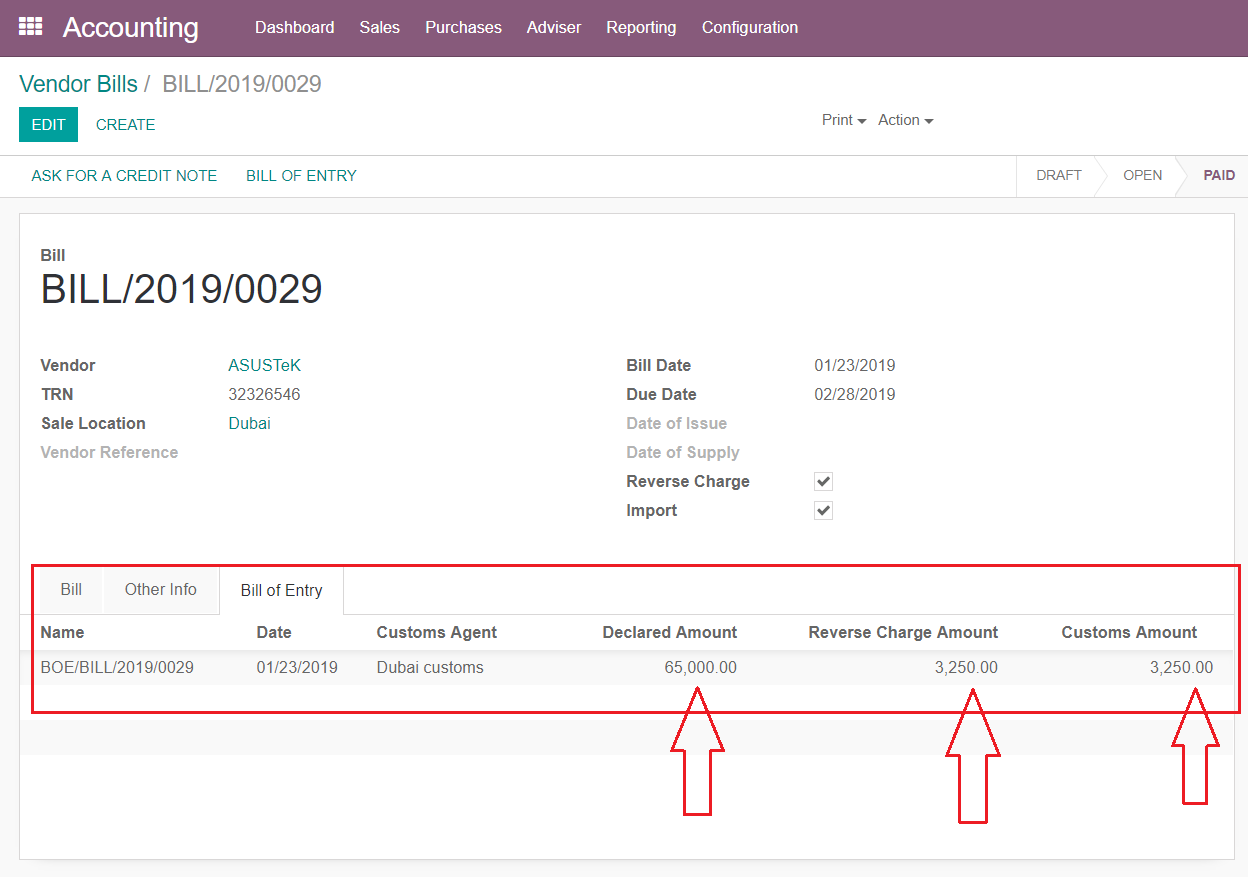 Accounting Dashboard Sales Purchases Adviser Reporting Configuration
Vendor Bills / BILL/2019/0029
EDIT CREATE Print Action
ASK FOR A CREDIT NOTE BILL OF ENTRY DRAFT OPEN PAID
Bill
BILL/2019/0029
Vendor ASUSTeK Bill Date 01/23/2019
TRN 32326546 Due Date 02/28/2019
Sale Location Dubai Date of Issue
Vendor Reference Date of Supply
Reverse Charge
Import
Bill Other Info Bill of Entry
Name Date Customs Agent Declared Amount Reverse Charge Amount Customs Amount
BOE/BILL/2019/0029 01/23/2019 Dubai customs 65,000.00 3,250.00 3,250.00